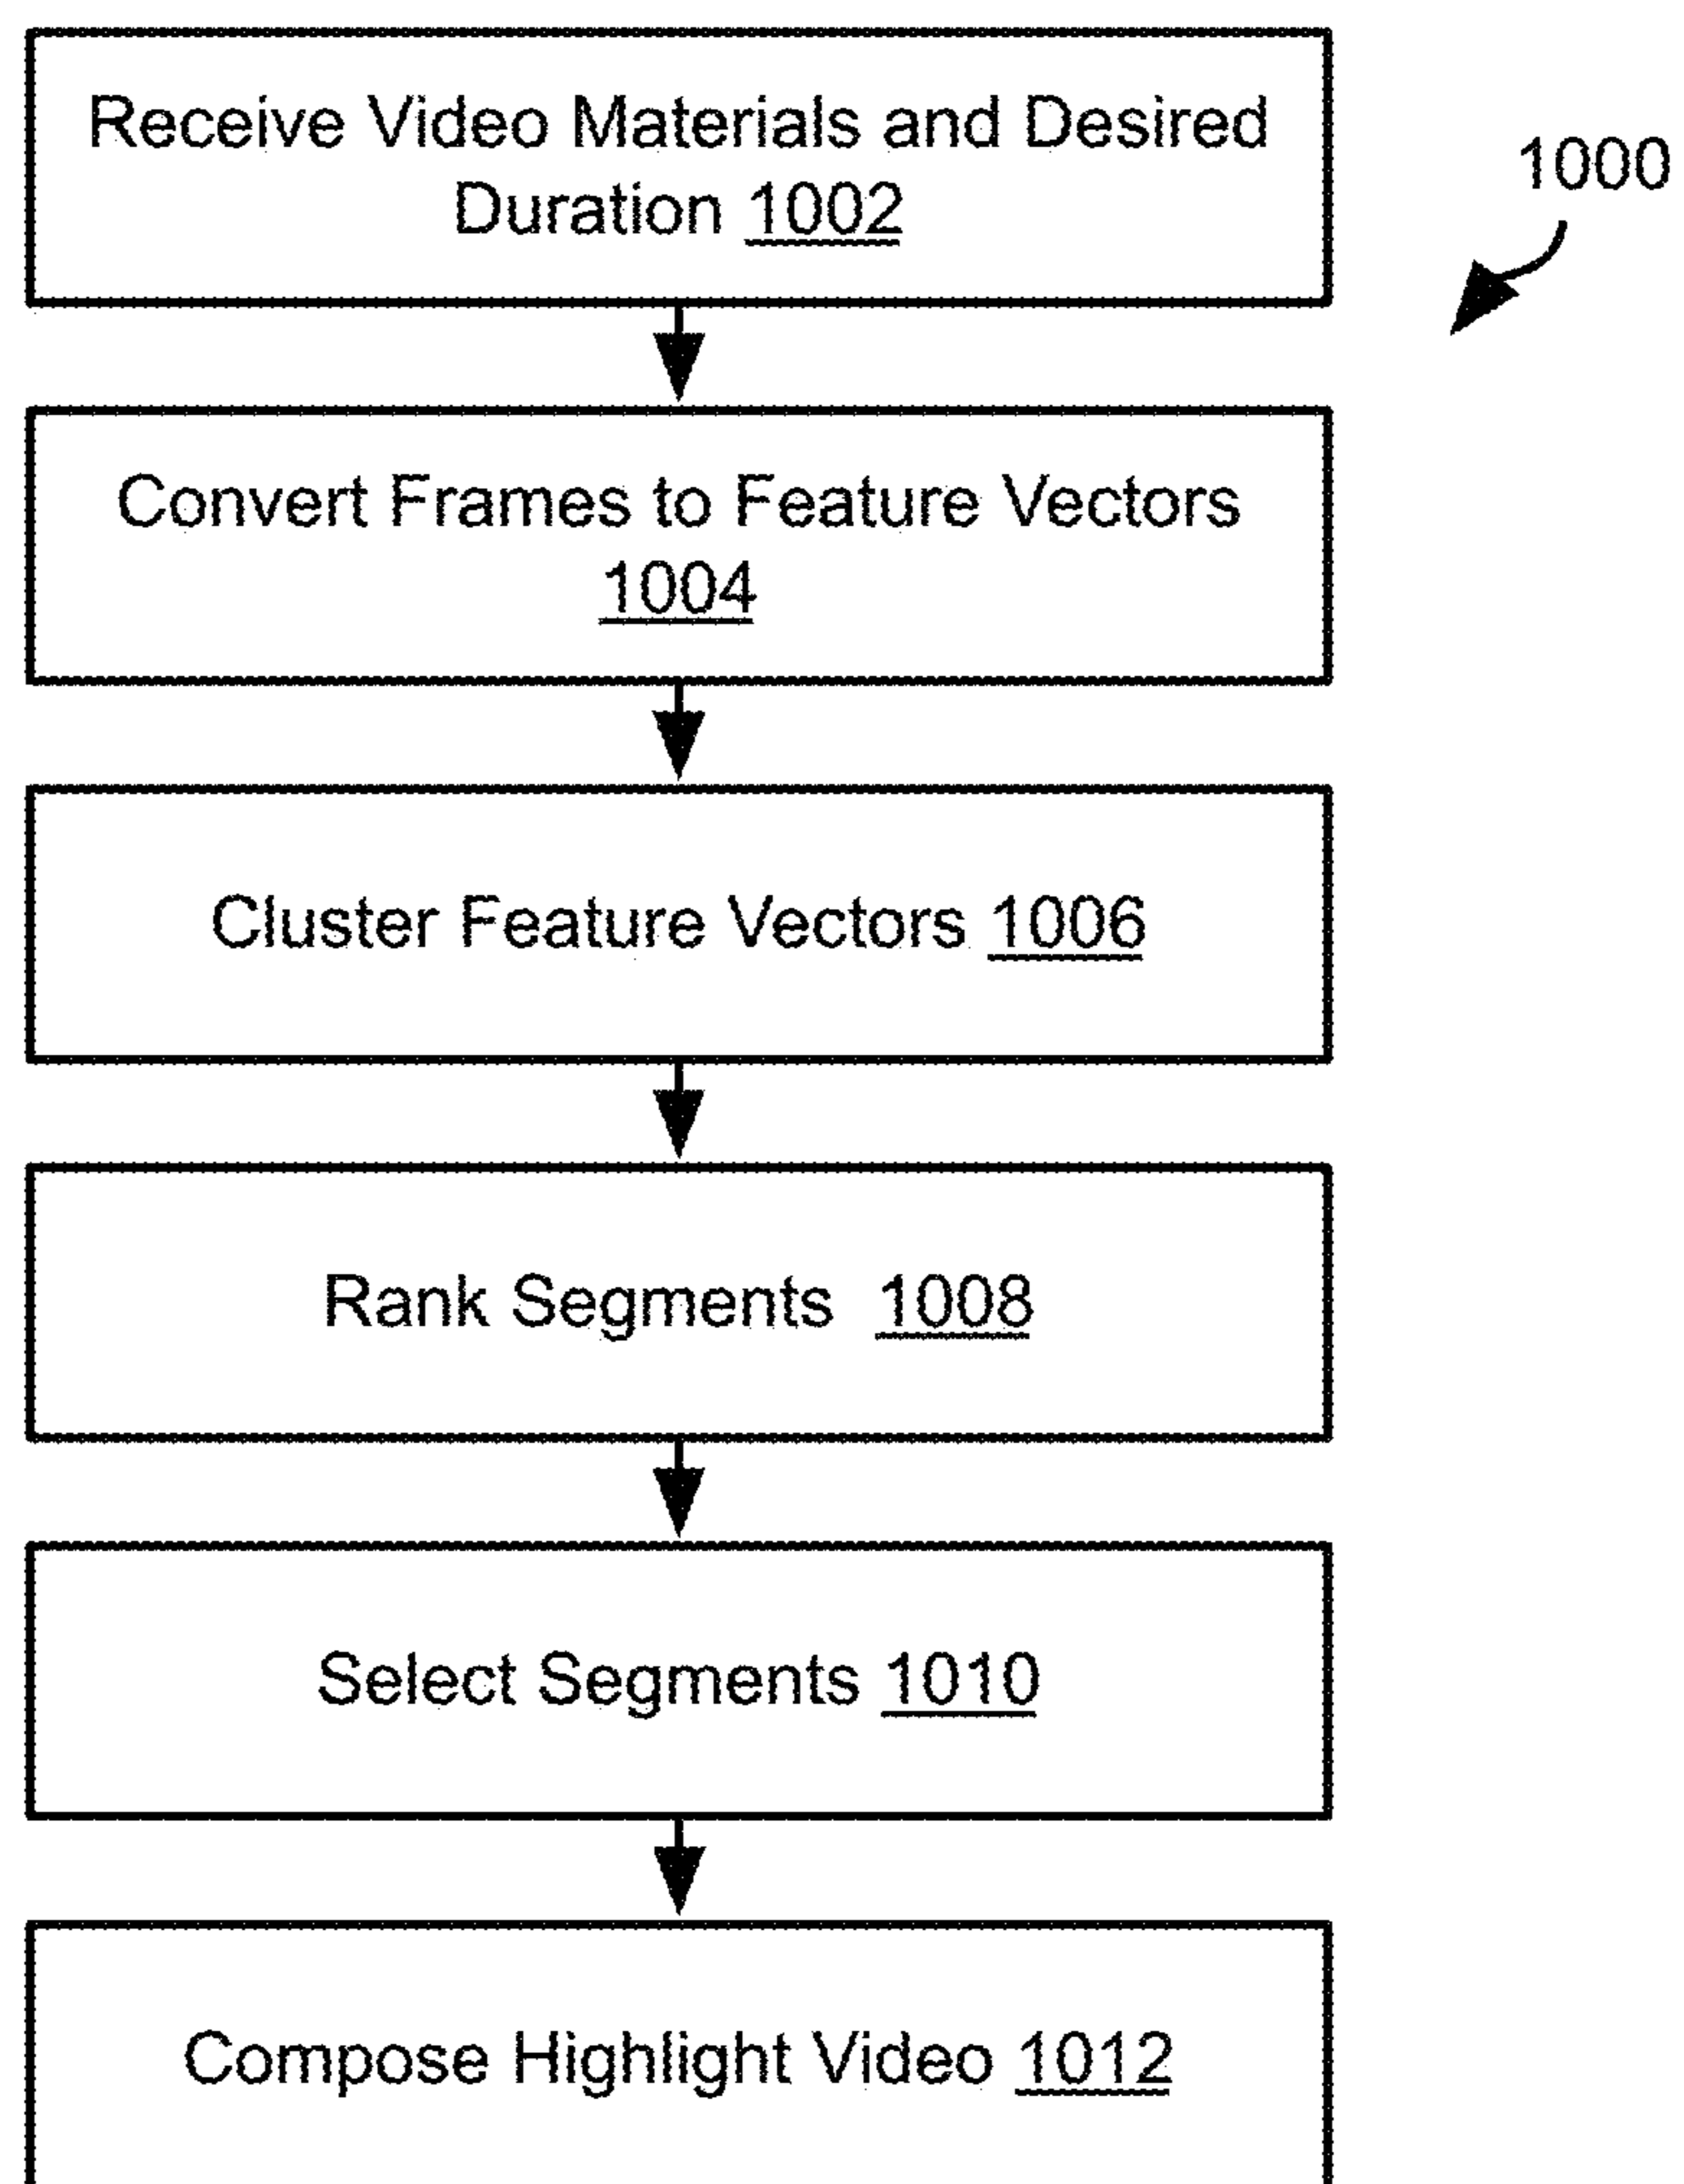 Receive Video Materials and Desired
Duration 1002
1000
Convert Frames to Feature Vectors
1004
Cluster Feature Vectors 1006
Rank Segments 1008
Select Segments 1010
Compose Highlight Video 1012